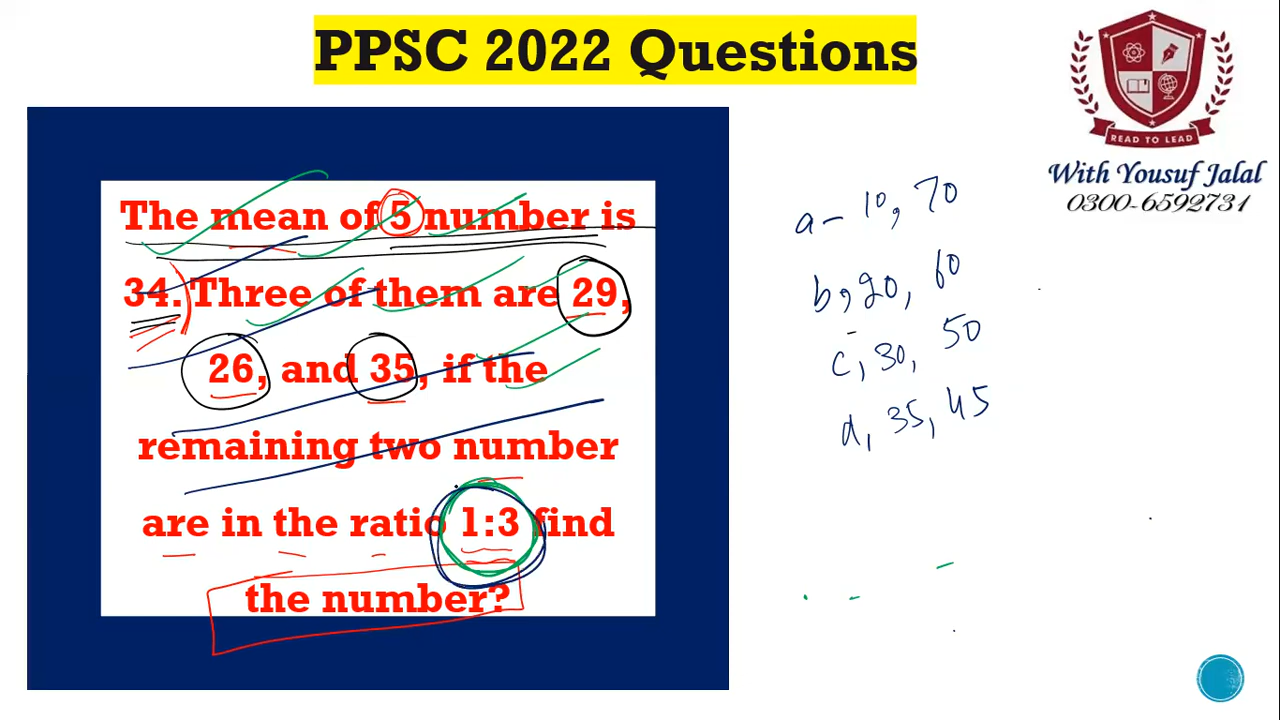 PPSC 2022 Questions
READ TO LEAD
With Yousuf Jalal
0300-6592731
The mean of 5 number is
34. Three of them are 29,
26, and 35, if the
remaining two number
are in the ratio 1:3 find
the number?
a- 10, 70
b, 20, 60
c, 30, 50
d, 35, 45